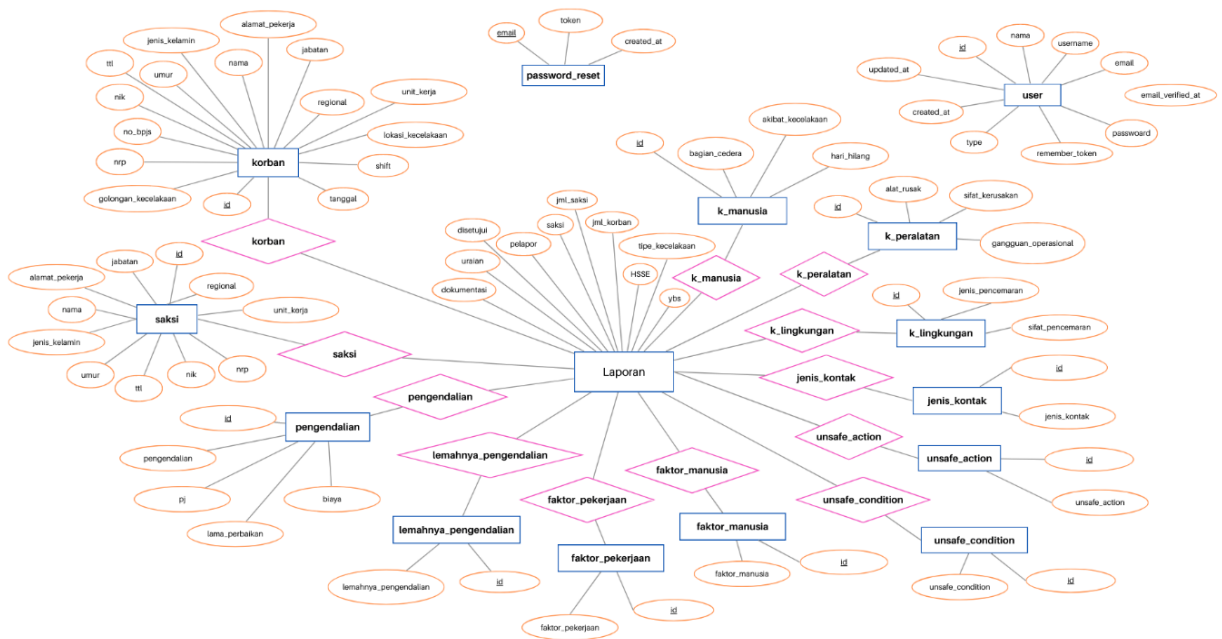 alamat_pekerja
token
nama
jenis_kelamin
email
id
username
jabatan
created_at
ttl
umur
nama
password_reset
updated_at
email
unit_kerja
user
email_verified_at
nik
regional
created_at
akibat_kecelakaan
no_bpjs
lokasi_kecelakaan
type
passwoard
id
bagian_cedera
remember_token
nrp
korban
shift
hari_hilang
golongan_kecelakaan
id
tanggal
alat_rusak
sifat_kerusakan
jml_saksi
id
k_manusia
disetujui
saksi
jml_korban
k_peralatan
gangguan_operasional
korban
pelapor
tipe_kecelakaan
id
jabatan
uraian
HSSE
k_manusia
k_peralatan
alamat_pekerja
regional
dokumentasi
ybs
id
jenis_pencemaran
nama
saksi
unit_kerja
k_lingkungan
k_lingkungan
sifat_pencemaran
jenis_kelamin
saksi
Laporan
jenis_kontak
id
umur
ttl
nik
nrp
pengendalian
jenis_kontak
jenis_kontak
id
pengendalian
unsafe_action
pengendalian
lemahnya_pengendalian
faktor_manusia
unsafe_action
id
pj
biaya
faktor_pekerjaan
unsafe_condition
unsafe_action
lama_perbaikan
lemahnya_pengendalian
faktor_manusia
unsafe_condition
faktor_pekerjaan
id
lemahnya_pengendalian
id
faktor_manusia
unsafe_condition
id
faktor_pekerjaan
id